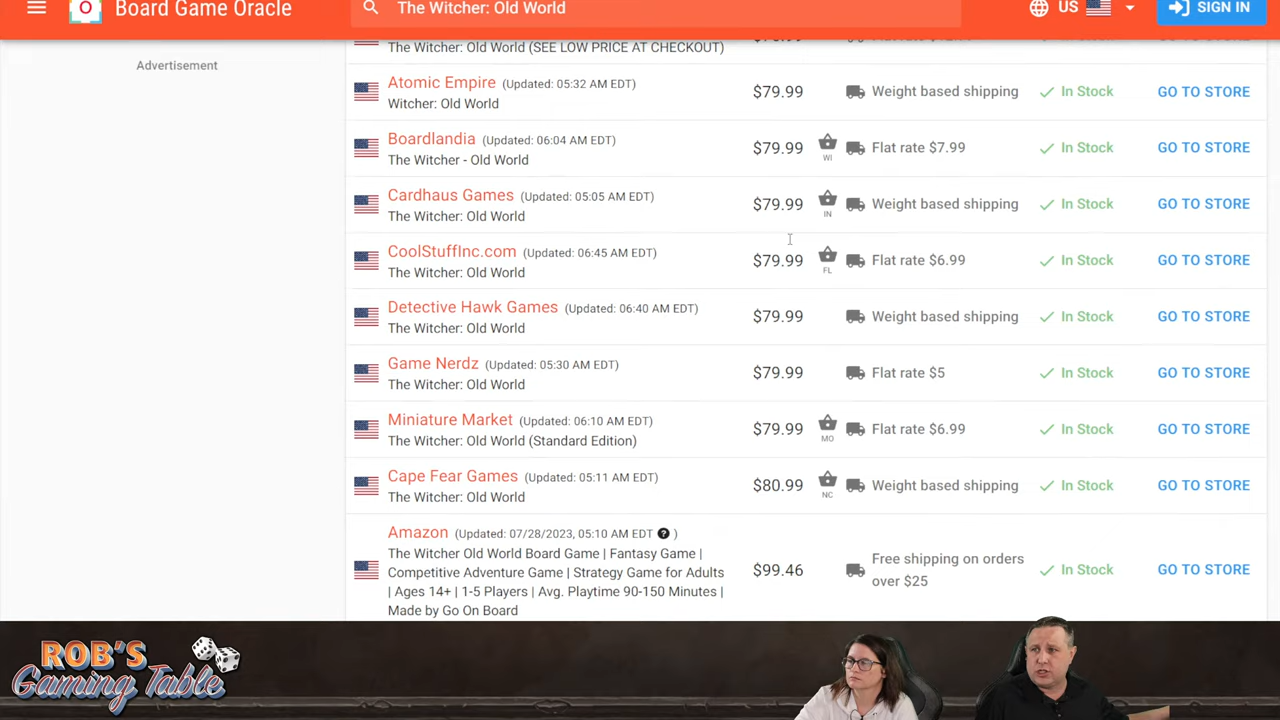 Board Game Oracle
The Witcher: Old World
US
SIGN IN
Advertisement
The Witcher: Old World (SEE LOW PRICE AT CHECKOUT)
Atomic Empire (Updated: 05:32 AM EDT)
Witcher: Old World
$79.99
Weight based shipping
In Stock
GO TO STORE
Boardlandia (Updated: 06:04 AM EDT)
The Witcher - Old World
$79.99
WI
Flat rate $7.99
In Stock
GO TO STORE
Cardhaus Games (Updated: 05:05 AM EDT)
The Witcher: Old World
$79.99
IN
Weight based shipping
In Stock
GO TO STORE
CoolStuffInc.com (Updated: 06:45 AM EDT)
The Witcher: Old World
$79.99
FL
Flat rate $6.99
In Stock
GO TO STORE
Detective Hawk Games (Updated: 06:40 AM EDT)
The Witcher: Old World
$79.99
Weight based shipping
In Stock
GO TO STORE
Game Nerdz (Updated: 05:30 AM EDT)
The Witcher: Old World
$79.99
Flat rate $5
In Stock
GO TO STORE
Miniature Market (Updated: 06:10 AM EDT)
The Witcher: Old World (Standard Edition)
$79.99
MO
Flat rate $6.99
In Stock
GO TO STORE
Cape Fear Games (Updated: 05:11 AM EDT)
The Witcher: Old World
$80.99
NC
Weight based shipping
In Stock
GO TO STORE
Amazon (Updated: 07/28/2023, 05:10 AM EDT ? )
The Witcher Old World Board Game | Fantasy Game |
Competitive Adventure Game | Strategy Game for Adults
| Ages 14+ | 1-5 Players | Avg. Playtime 90-150 Minutes |
Made by Go On Board
$99.46
Free shipping on orders
over $25
In Stock
GO TO STORE
ROB'S
Gaming Table